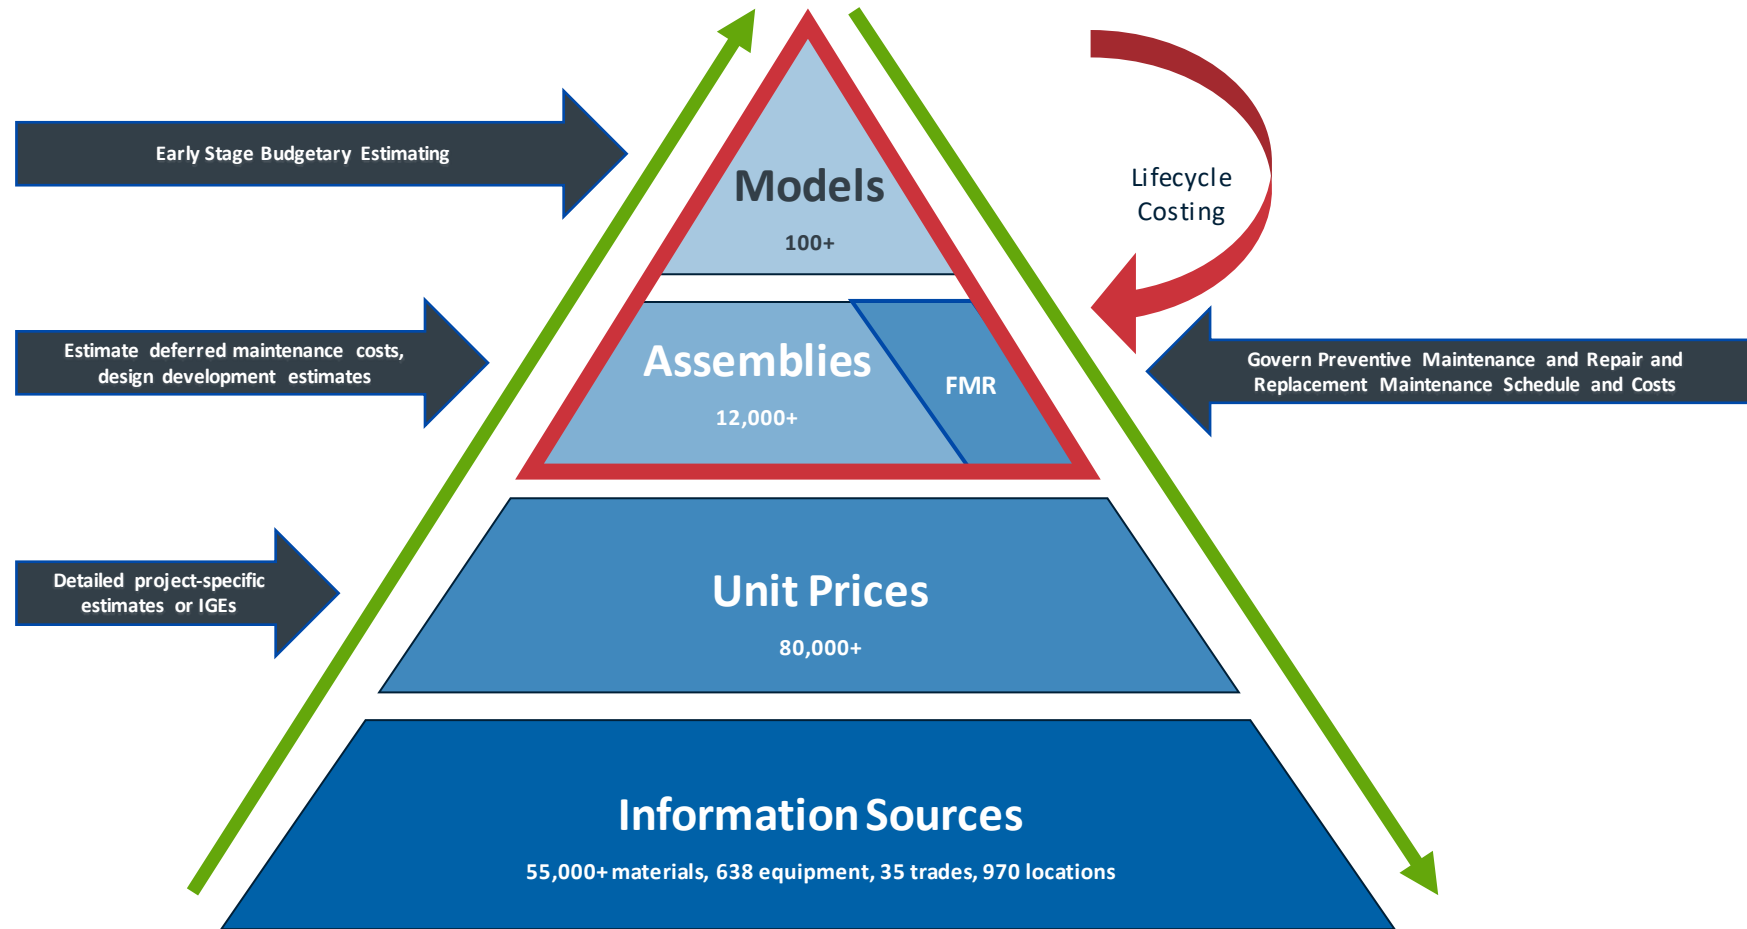 Early Stage Budgetary Estimating
Models
100+
Lifecycle
Costing
Estimate deferred maintenance costs,
design development estimates
Assemblies
12,000+
FMR
Govern Preventive Maintenance and Repair and
Replacement Maintenance Schedule and Costs
Detailed project-specific
estimates or IGEs
Unit Prices
80,000+
Information Sources
55,000+ materials, 638 equipment, 35 trades, 970 locations